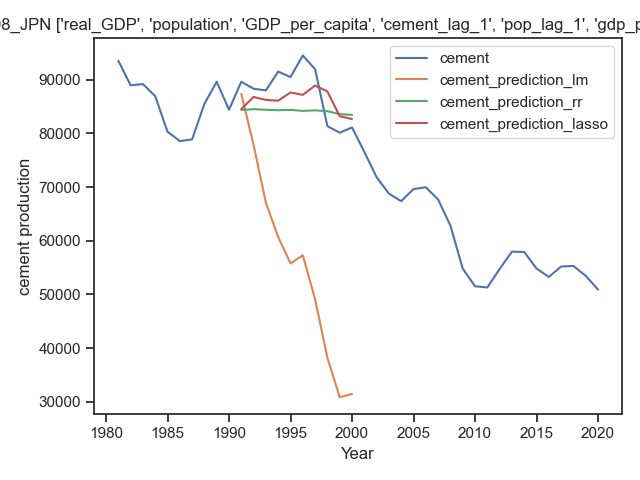 08_JPN ['real_GDP', 'population', 'GDP_per_capita', 'cement_lag_1', 'pop_lag_1', 'gdp_p
cement
cement_prediction_lm
cement_prediction_rr
cement_prediction_lasso
90000
80000
70000
60000
50000
40000
30000
cement production
1980 1985 1990 1995 2000 2005 2010 2015 2020
Year